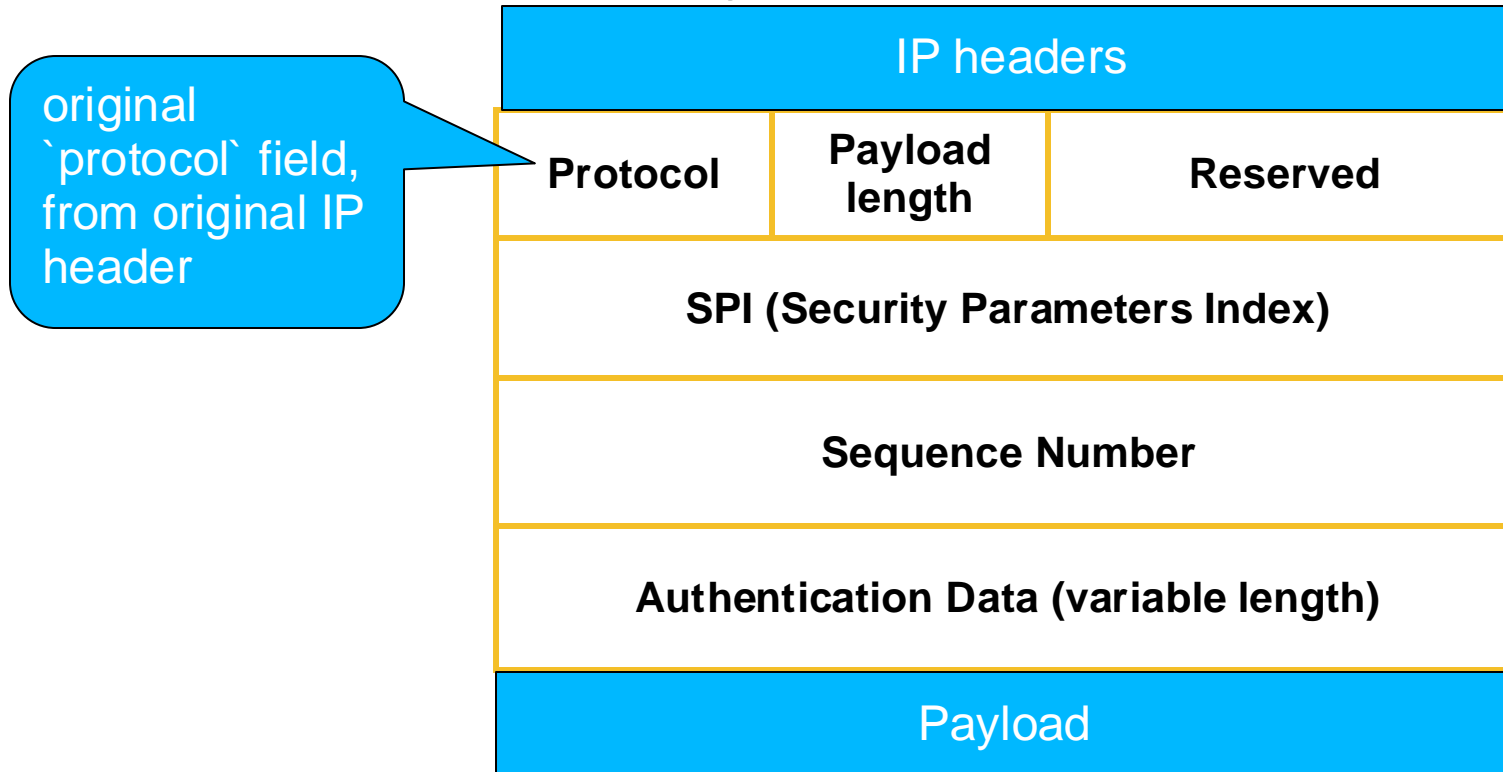 IP headers
original
`protocol` field,
from original IP
header
Protocol
Payload
length
Reserved
SPI (Security Parameters Index)
Sequence Number
Authentication Data (variable length)
Payload